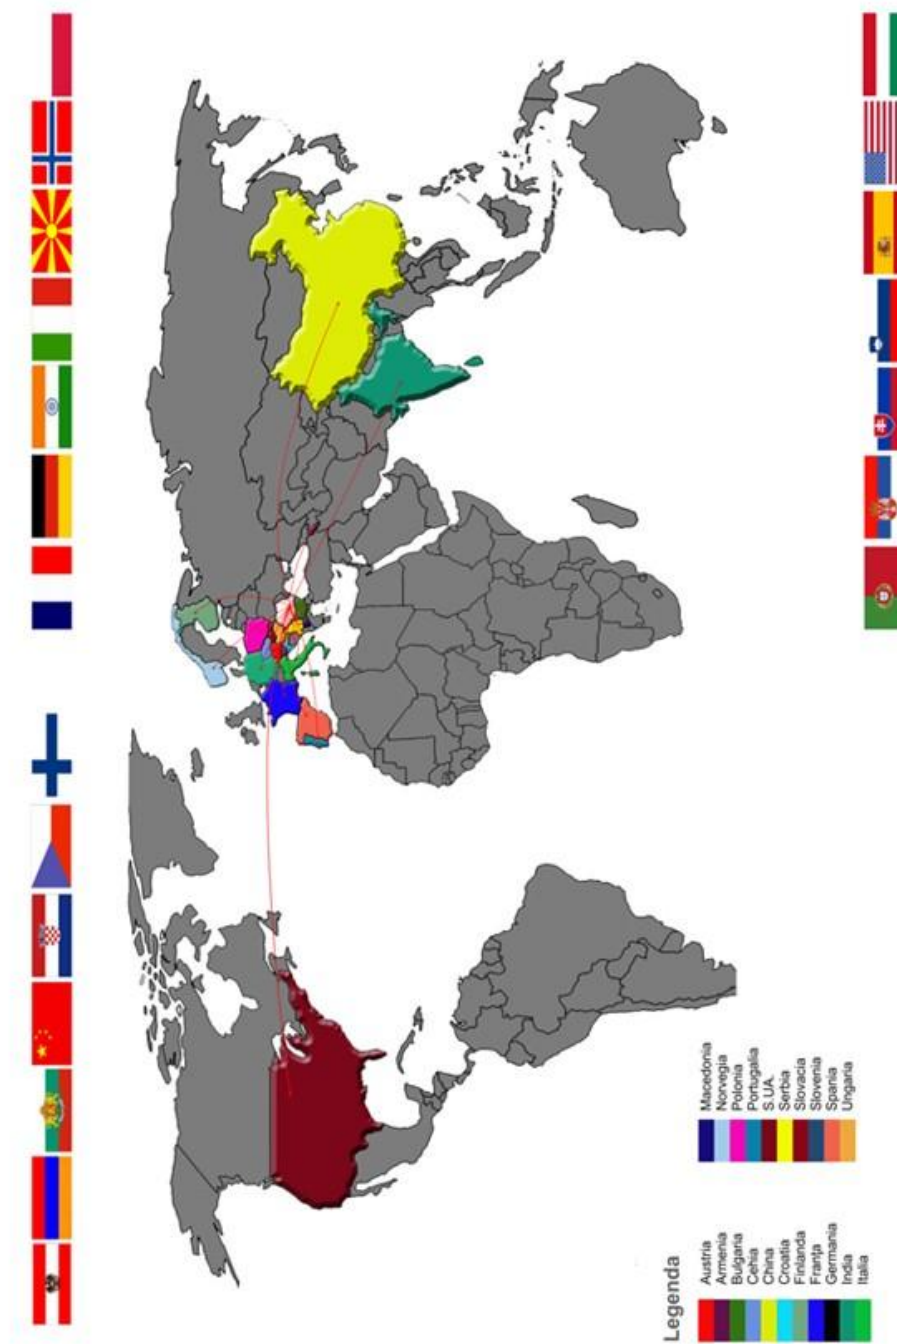 Legenda
Austria
Armenia
Bulgaria
Cehia
China
Croatia
Finlanda
Franța
Germania
India
Italia
Macedonia
Norvegia
Polonia
Portugalia
S.UA.
Serbia
Slovacia
Slovenia
Spania
Ungaria